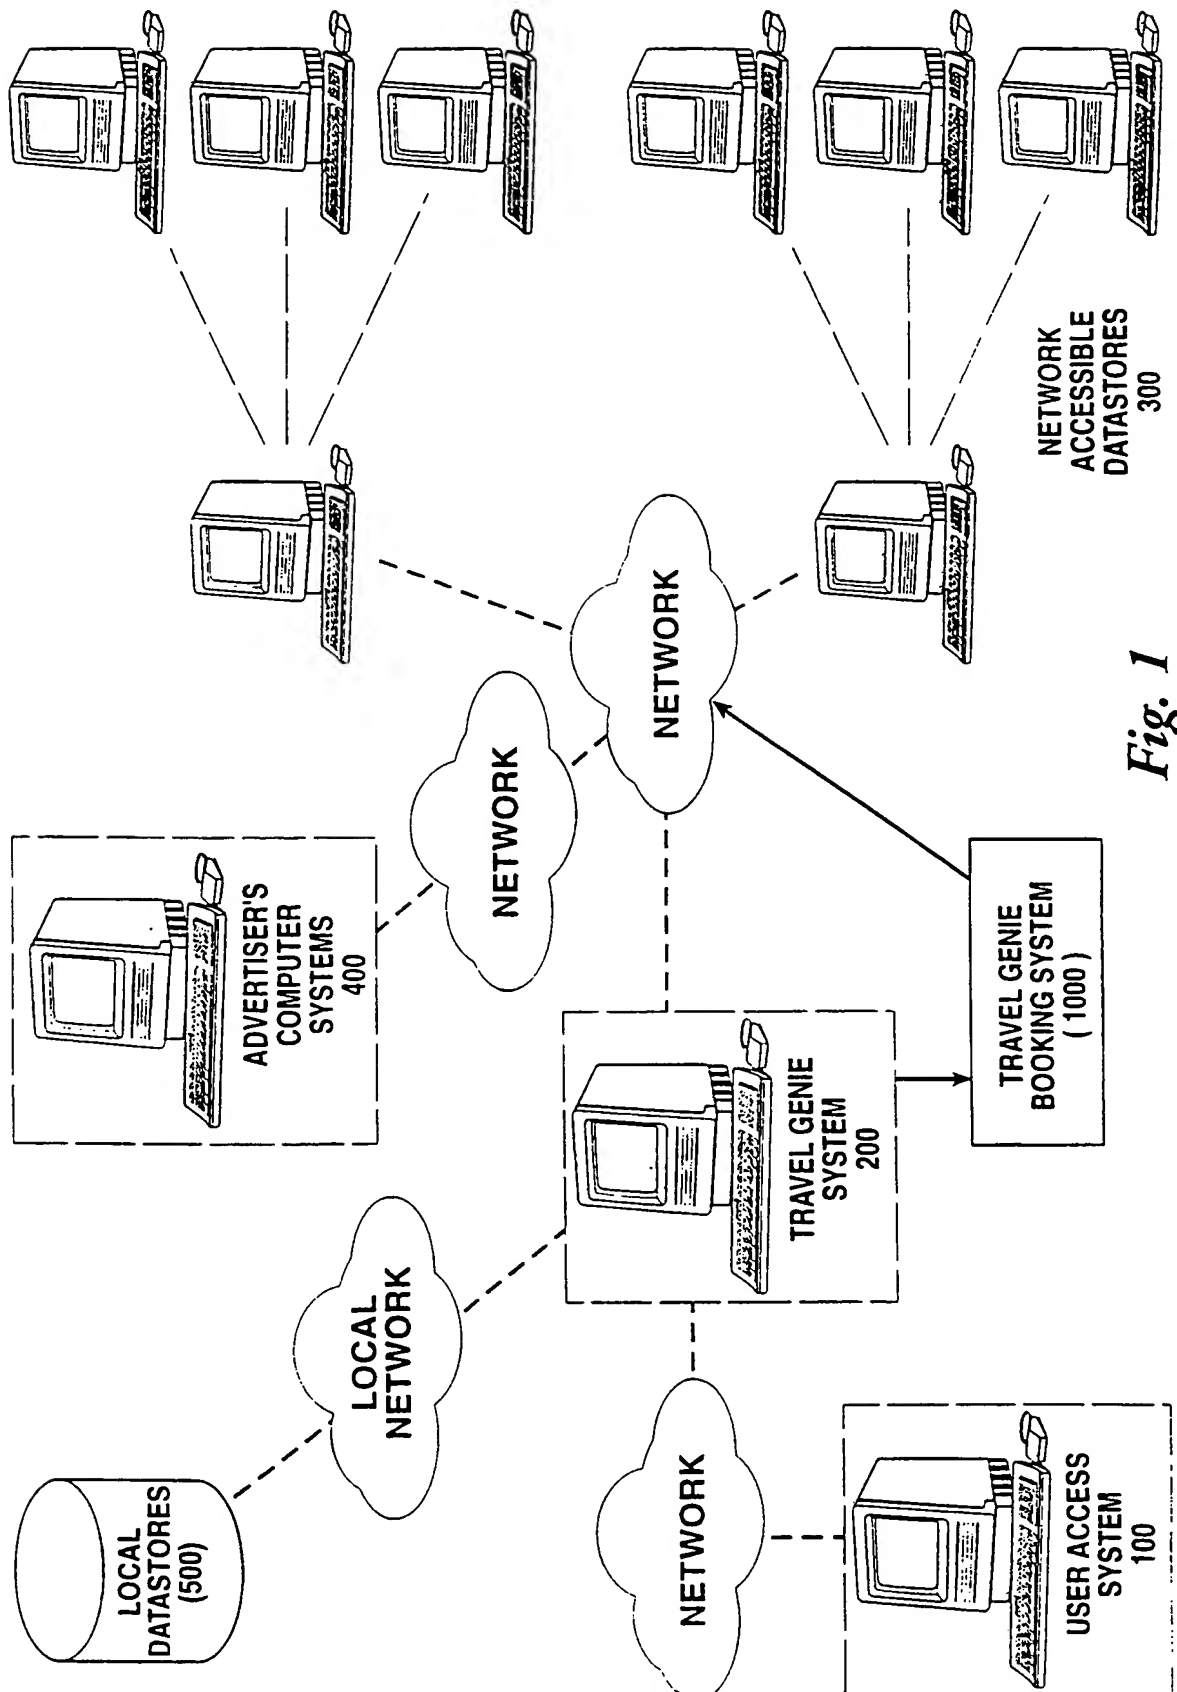 LOCAL
DATASTORES
(500)
LOCAL
NETWORK
ADVERTISER'S
COMPUTER
SYSTEMS
400
NETWORK
NETWORK
TRAVEL GENIE
SYSTEM
200
NETWORK
USER ACCESS
SYSTEM
100
TRAVEL GENIE
BOOKING SYSTEM
(1000)
NETWORK
ACCESSIBLE
DATASTORES
300
Fig. 1